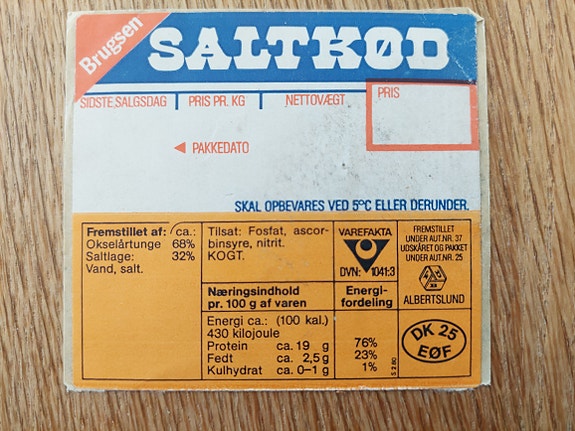 Brugsen
SALTKØD
SIDSTE SALGSDAG PRIS PR. KG NETTOVÆGT PRIS
◄ PAKKEDATO
SKAL OPBEVARES VED 5°C ELLER DERUNDER.
Fremstillet af: ca.:
Okselårtunge 68%
Saltlage: 32%
Vand, salt.
Tilsat: Fosfat, ascor-
binsyre, nitrit.
KOGT.
VAREFAKTA
DVN: 1041:3
Næringsindhold
pr. 100 g af varen
Energi-
fordeling
Energi ca.: (100 kal.)
430 kilojoule
Protein ca. 19 g 76%
Fedt ca. 2,5 g 23%
Kulhydrat ca. 0–1 g 1%
S 2 80
FREMSTILLET
UNDER AUT.NR. 37
UDSKÅRET OG PAKKET
UNDER AUT.NR. 25
ALBERTSLUND
DK 25
EØF